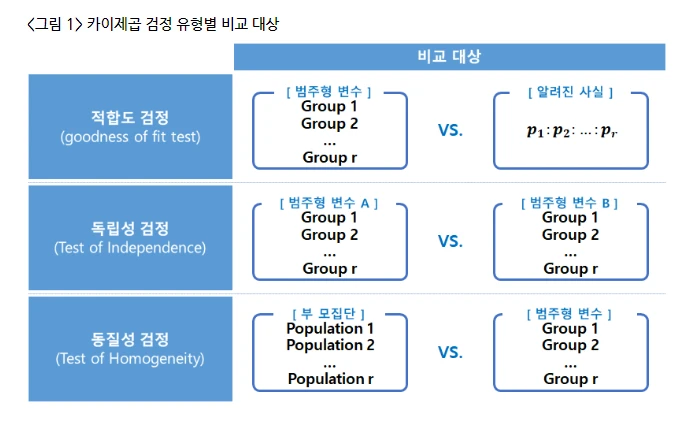 <그림 1> 카이제곱 검정 유형별 비교 대상
비교 대상
적합도 검정
(goodness of fit test)
[ 범주형 변수 ]
Group 1
Group 2
...
Group r
VS.
[ 알려진 사실 ]
p₁ : p₂ : ... : pᵣ
독립성 검정
(Test of Independence)
[ 범주형 변수 A ]
Group 1
Group 2
...
Group r
VS.
[ 범주형 변수 B ]
Group 1
Group 2
...
Group r
동질성 검정
(Test of Homogeneity)
[ 부 모집단 ]
Population 1
Population 2
...
Population r
VS.
[ 범주형 변수 ]
Group 1
Group 2
...
Group r